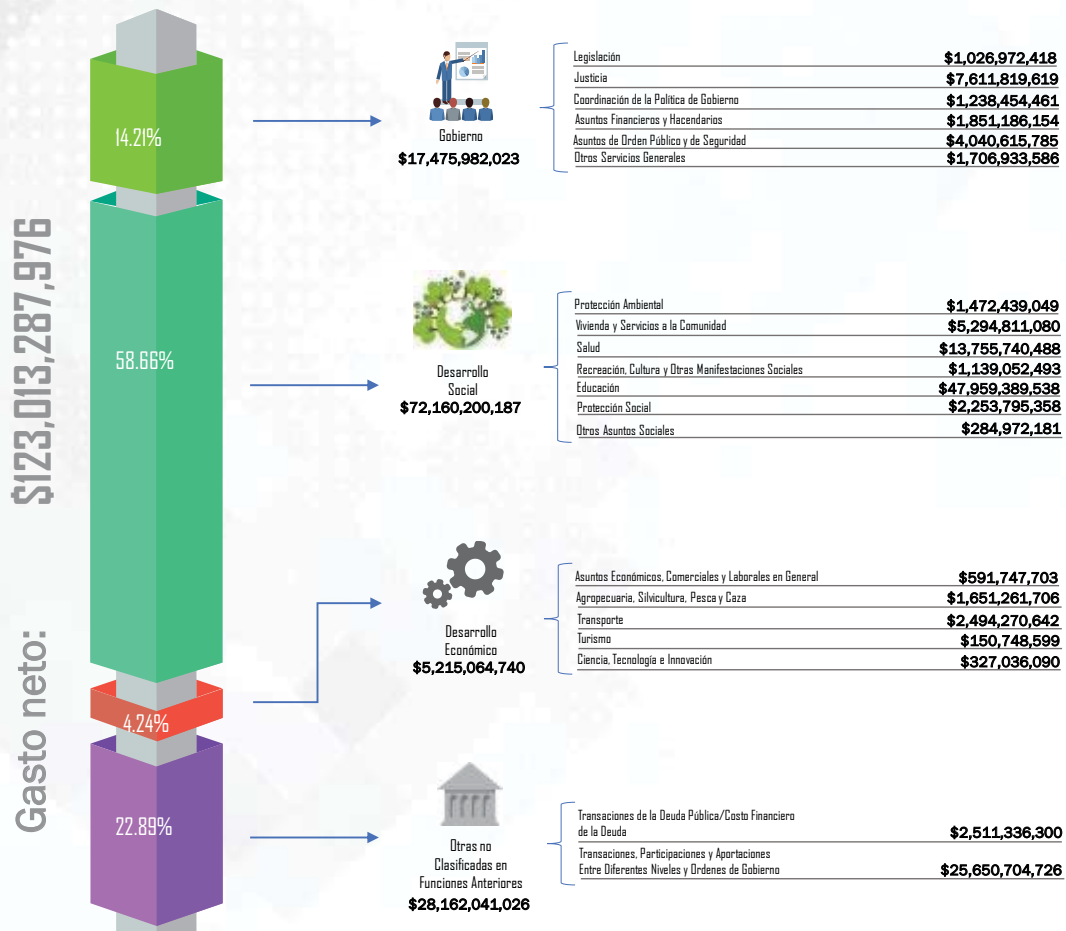 Gasto neto: $123,013,287,976
14.21%
Gobierno
$17,475,982,023
Legislación $1,026,972,418
Justicia $7,611,819,619
Coordinación de la Política de Gobierno $1,238,454,461
Asuntos Financieros y Hacendarios $1,851,186,154
Asuntos de Orden Público y de Seguridad $4,040,615,785
Otros Servicios Generales $1,706,933,586
58.66%
Desarrollo
Social
$72,160,200,187
Protección Ambiental $1,472,439,049
Vivienda y Servicios a la Comunidad $5,294,811,080
Salud $13,755,740,488
Recreación, Cultura y Otras Manifestaciones Sociales $1,139,052,493
Educación $47,959,389,538
Protección Social $2,253,795,358
Otros Asuntos Sociales $284,972,181
4.24%
Desarrollo
Económico
$5,215,064,740
Asuntos Económicos, Comerciales y Laborales en General $591,747,703
Agropecuaria, Silvicultura, Pesca y Caza $1,651,261,706
Transporte $2,494,270,642
Turismo $150,748,599
Ciencia, Tecnología e Innovación $327,036,090
22.89%
Otras no
Clasificadas en
Funciones Anteriores
$28,162,041,026
Transaciones de la Deuda Pública/Costo Financiero
de la Deuda $2,511,336,300
Transaciones, Participaciones y Aportaciones
Entre Diferentes Niveles y Ordenes de Gobierno $25,650,704,726